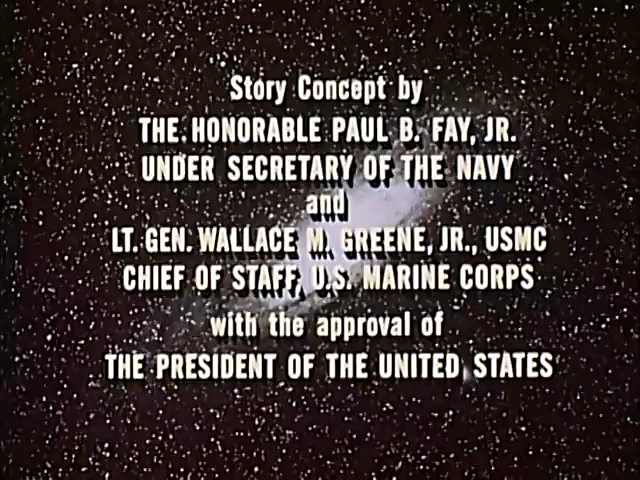 Story Concept by
THE HONORABLE PAUL B. FAY, JR.
UNDER SECRETARY OF THE NAVY
and
LT. GEN. WALLACE M. GREENE, JR., USMC
CHIEF OF STAFF, U.S. MARINE CORPS
with the approval of
THE PRESIDENT OF THE UNITED STATES